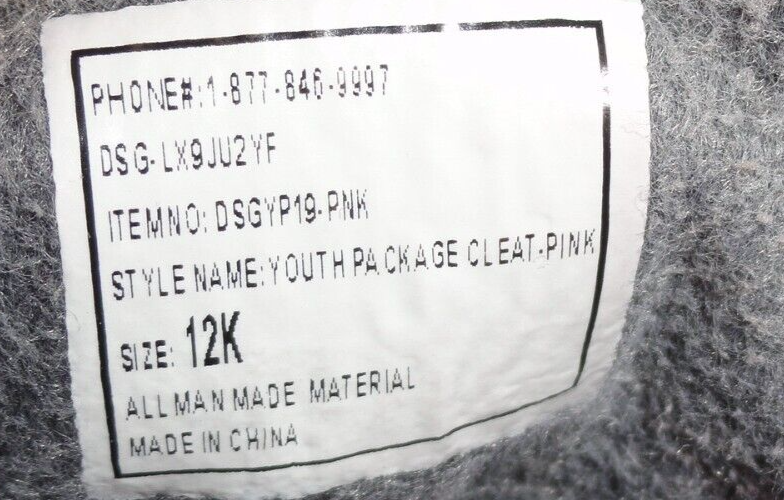 PHONE#:1-877-846-9997
DSG-LX9JU2YF
ITEMNO: DSGYP19-PNK
STYLE NAME:YOUTH PACKAGE CLEAT-PINK
SIZE: 12K
ALL MAN MADE MATERIAL
MADE IN CHINA